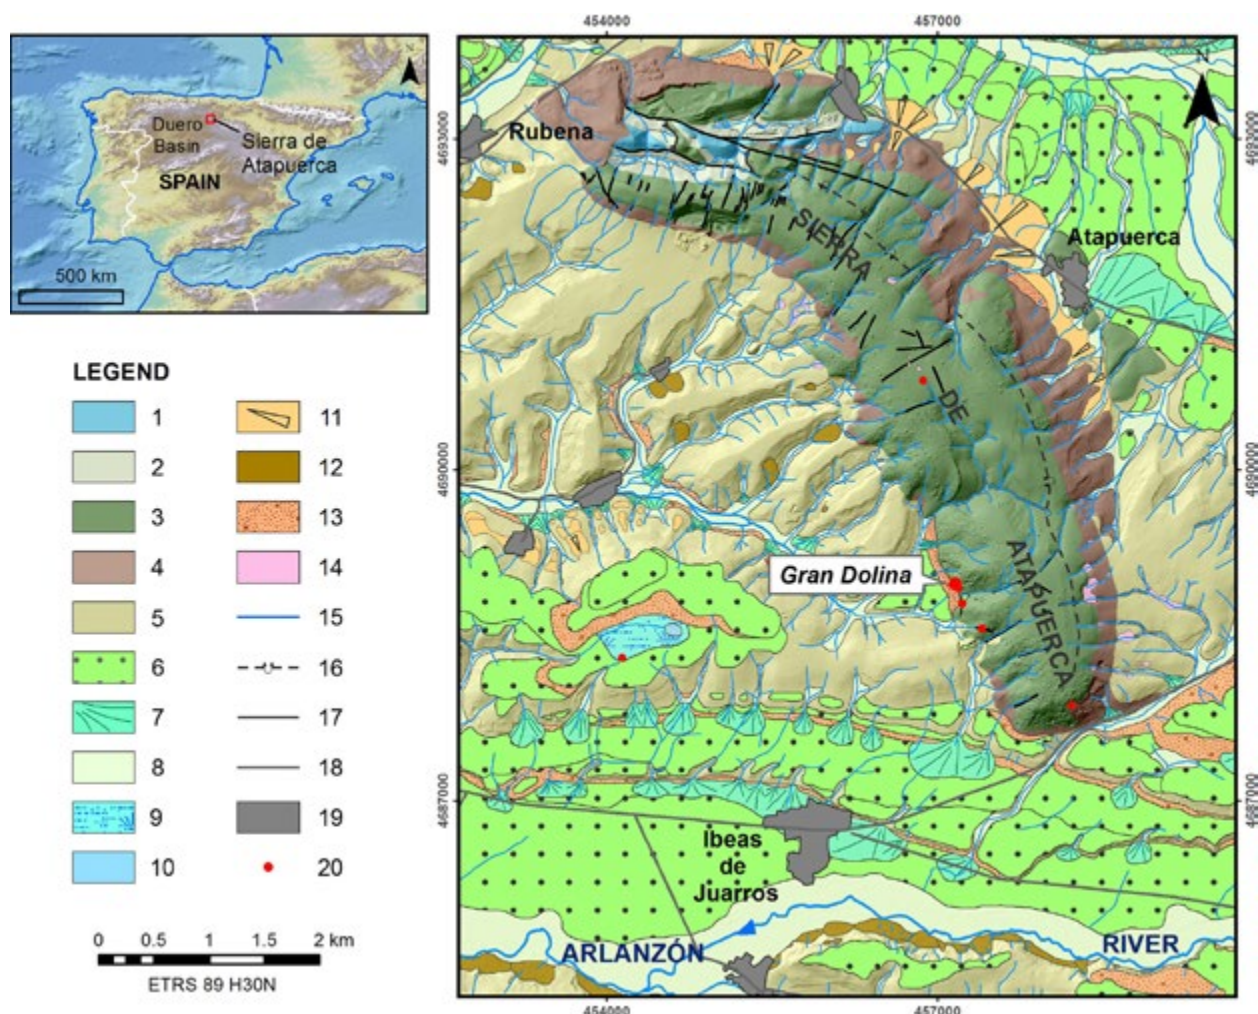 454000
457000
N
Duero
Basin
Sierra de
Atapuerca
SPAIN
500 km
N
4693000
4693000
Rubena
SIERRA
Atapuerca
DE
4690000
4690000
Gran Dolina
ATAPUERCA
4687000
4687000
Ibeas
de
Juarros
ARLANZÓN
RIVER
454000
457000
LEGEND
1
11
2
12
3
13
4
14
5
15
6
16
7
17
8
18
9
19
10
20
0 0.5 1 1.5 2 km
ETRS 89 H30N